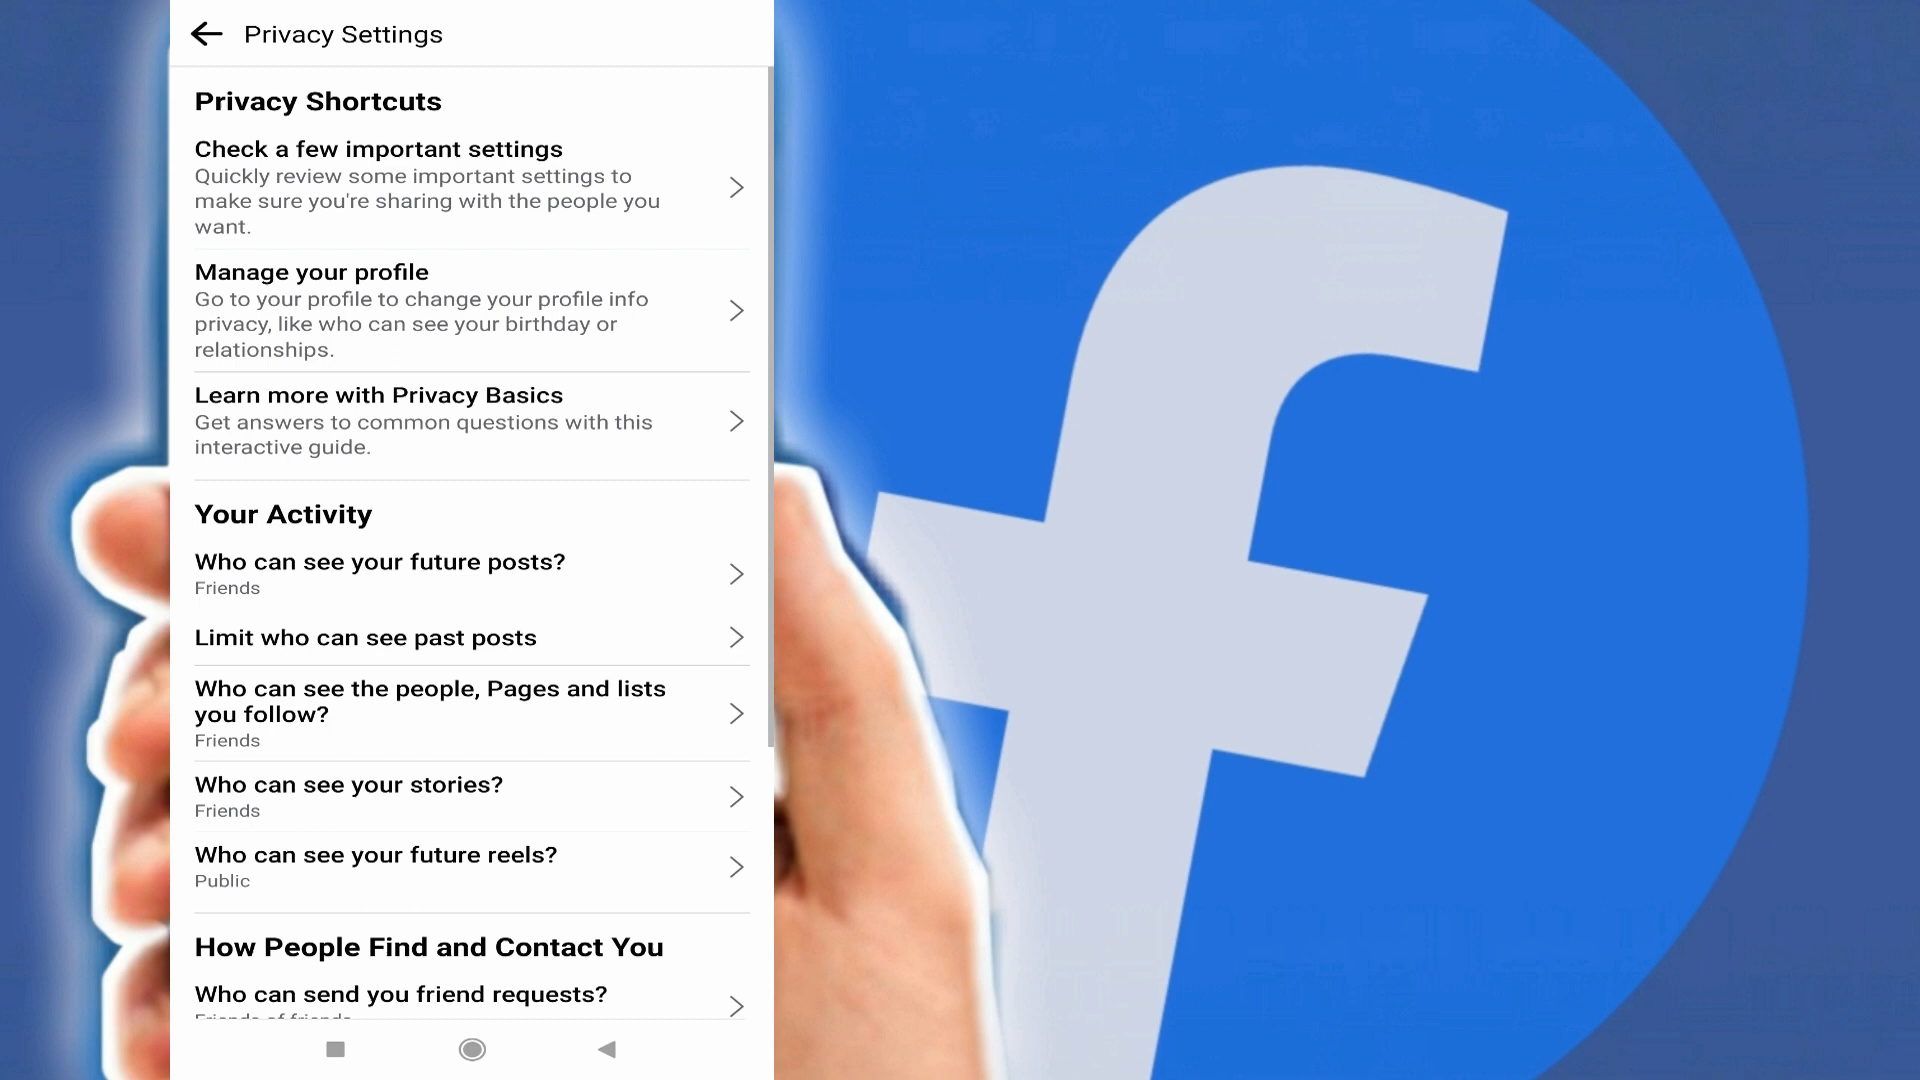 Privacy Settings
Privacy Shortcuts
Check a few important settings
Quickly review some important settings to
make sure you're sharing with the people you
want.
Manage your profile
Go to your profile to change your profile info
privacy, like who can see your birthday or
relationships.
Learn more with Privacy Basics
Get answers to common questions with this
interactive guide.
Your Activity
Who can see your future posts?
Friends
Limit who can see past posts
Who can see the people, Pages and lists
you follow?
Friends
Who can see your stories?
Friends
Who can see your future reels?
Public
How People Find and Contact You
Who can send you friend requests?
Friends of friends